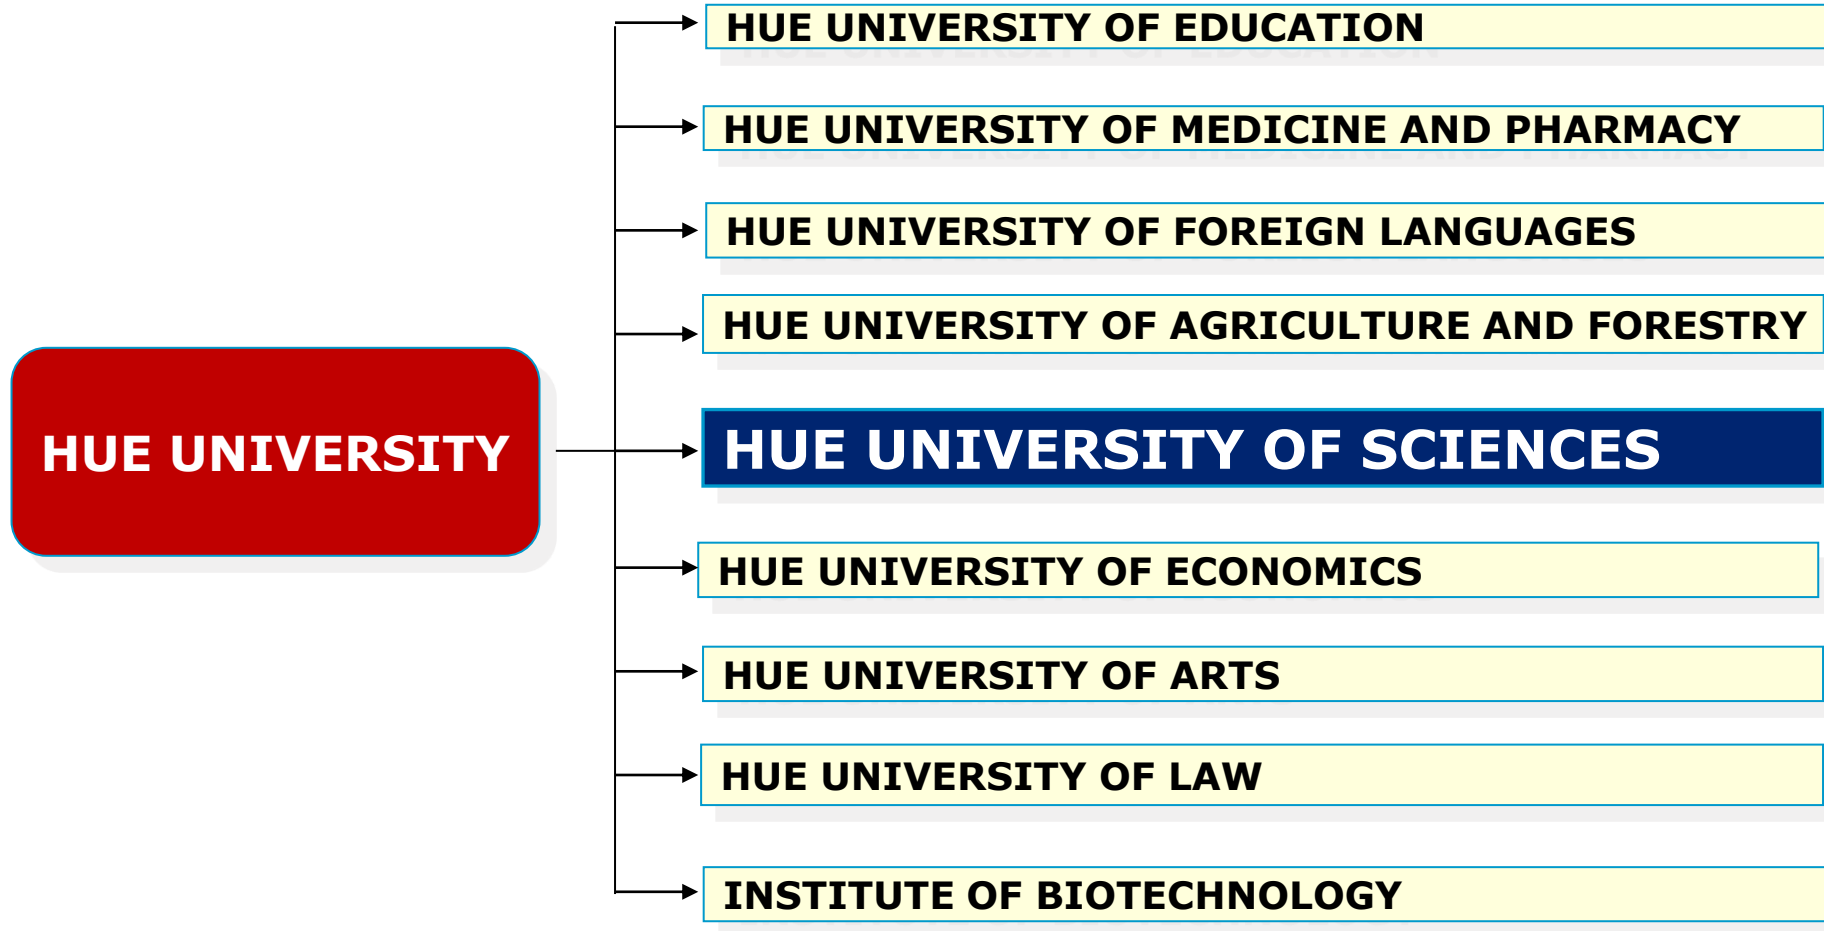 HUE UNIVERSITY OF EDUCATION
HUE UNIVERSITY OF MEDICINE AND PHARMACY
HUE UNIVERSITY OF FOREIGN LANGUAGES
HUE UNIVERSITY OF AGRICULTURE AND FORESTRY
HUE UNIVERSITY
HUE UNIVERSITY OF SCIENCES
HUE UNIVERSITY OF ECONOMICS
HUE UNIVERSITY OF ARTS
HUE UNIVERSITY OF LAW
INSTITUTE OF BIOTECHNOLOGY